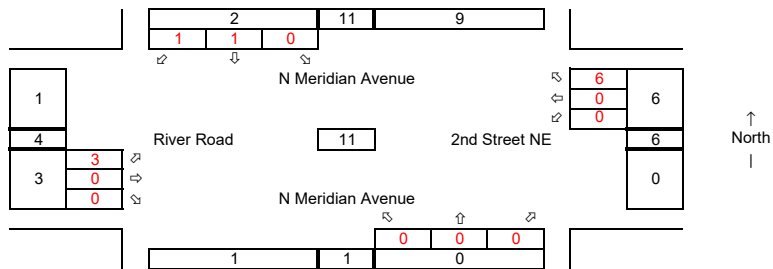 2 11 9
1 1 0
⬃ ⇩ ⬂
N Meridian Avenue
⬁ 6
1 ⇦ 0 6
⬃ 0
4 River Road 11 2nd Street NE 6
↑
North
|
3 ⬀
3 0 ⇨ 0
0 ⬂
N Meridian Avenue
⬁ ⇧ ⬀
0 0 0
1 1 0